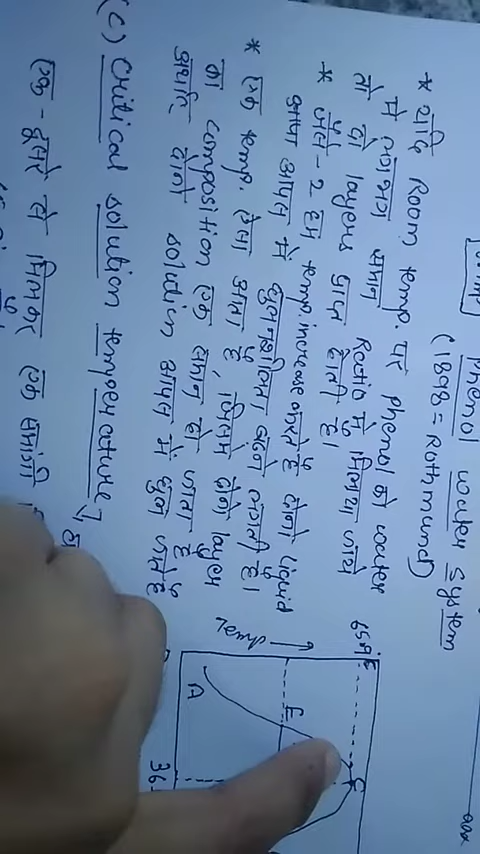 Phenol water System
(1898 = Rothmund)
* यदि Room temp. पर Phenol को water
में लगभग समान Ratio में मिलाया जाये
तो दो layers प्राप्त होती है।
* जैसे-2 हम temp. increase करते है दोनो liquid
आपस में घुलनशीलता बढ़ने लगती है।
* एक temp. ऐसा आता है, जिसमे दोनो layers
का composition एक समान हो जाता है
अर्थात् दोनो solution आपस में घुल जाते है
(C) Critical solution temperature
एक-दूसरे से मिलकर एक समांगी
65.9°C
temp
A
E
C
36